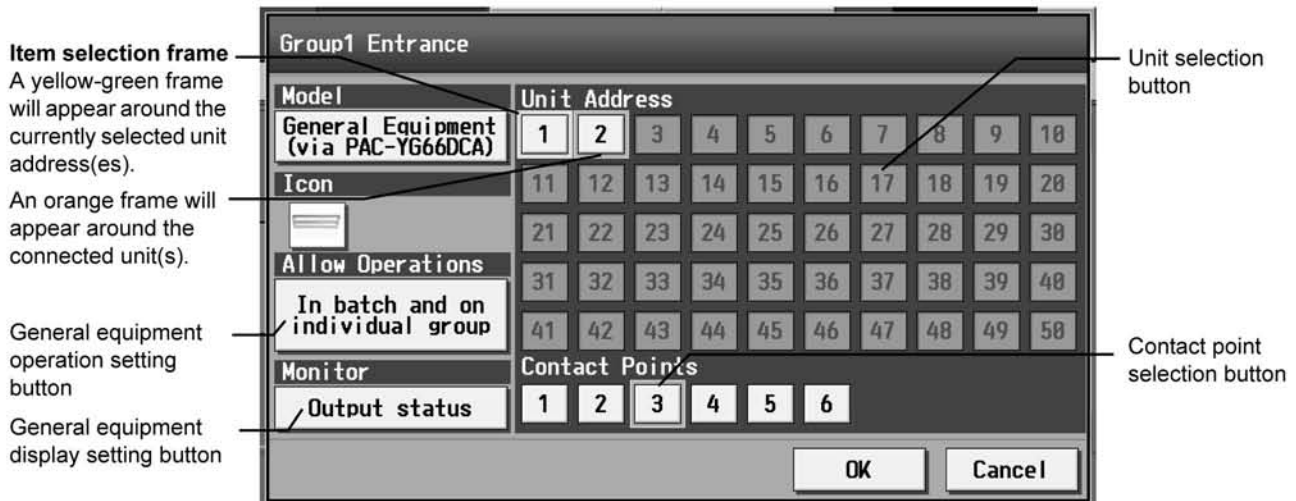 Item selection frame
A yellow-green frame
will appear around the
currently selected unit
address(es).
An orange frame will
appear around the
connected unit(s).
General equipment
operation setting
button
General equipment
display setting button
Group1 Entrance
Model
General Equipment
(via PAC-YG66DCA)
Icon
Allow Operations
In batch and on
individual group
Monitor
Output status
Unit Address
1 2 3 4 5 6 7 8 9 10
11 12 13 14 15 16 17 18 19 20
21 22 23 24 25 26 27 28 29 30
31 32 33 34 35 36 37 38 39 40
41 42 43 44 45 46 47 48 49 50
Contact Points
1 2 3 4 5 6
OK Cancel
Unit selection
button
Contact point
selection button